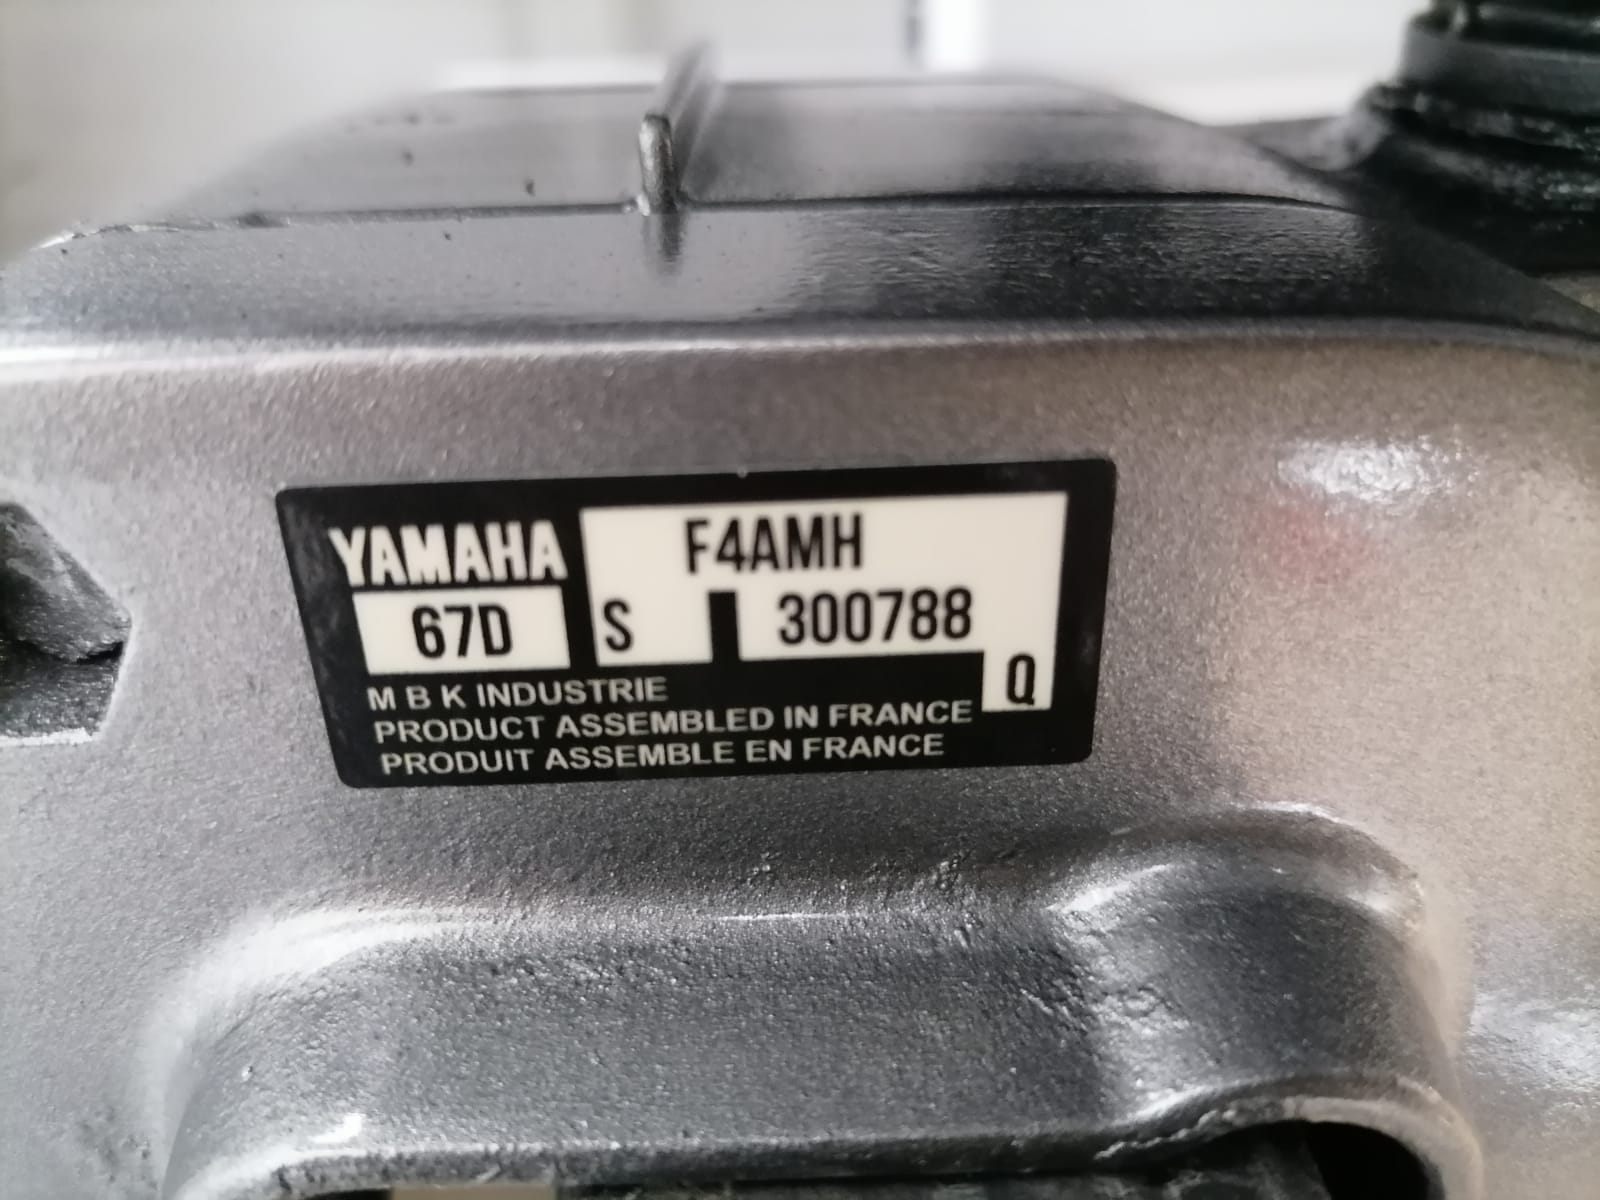 YAMAHA F4AMH
67D S 300788
Q
M B K INDUSTRIE
PRODUCT ASSEMBLED IN FRANCE
PRODUIT ASSEMBLE EN FRANCE